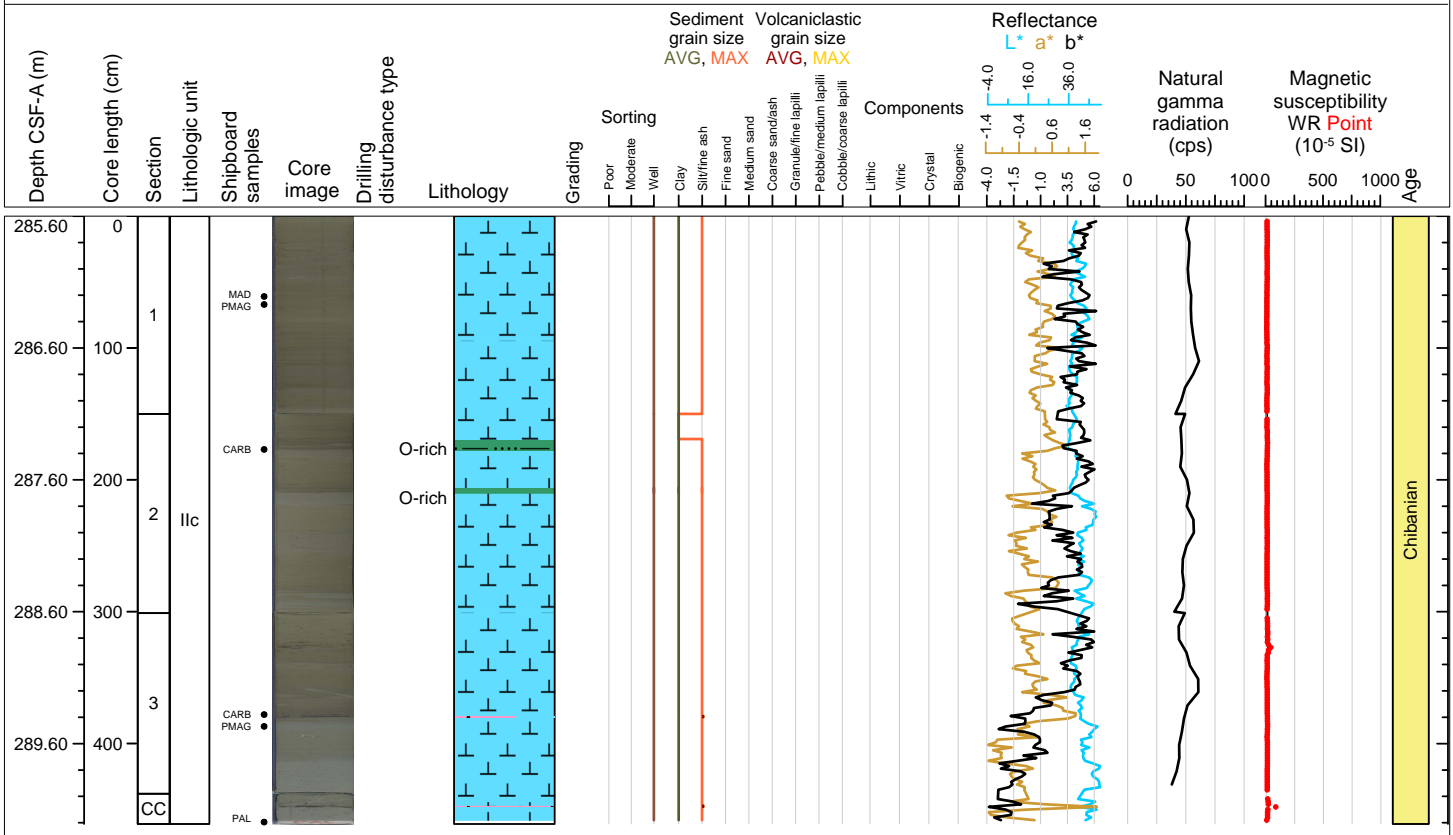 Depth CSF-A (m)
Core length (cm)
Section
Lithologic unit
Shipboard
samples
Core
image
Drilling
disturbance type
Lithology
Grading
Sorting
Poor
Moderate
Well
Sediment
grain size
AVG, MAX
Volcaniclastic
grain size
AVG, MAX
Clay
Silt/fine ash
Fine sand
Medium sand
Coarse sand/ash
Granule/fine lapilli
Pebble/medium lapilli
Cobble/coarse lapilli
Components
Lithic
Vitric
Crystal
Biogenic
Reflectance
L* a* b*
-4.0 16.0 36.0
-1.4 -0.4 0.6 1.6
-4.0 -1.5 1.0 3.5 6.0
Natural
gamma
radiation
(cps)
0 50 100
Magnetic
susceptibility
WR Point
(10⁻⁵ SI)
0 500 1000
Age
285.60
286.60
287.60
288.60
289.60
0
100
200
300
400
1
2
3
CC
IIc
MAD
PMAG
CARB
CARB
PMAG
PAL
O-rich
O-rich
Chibanian